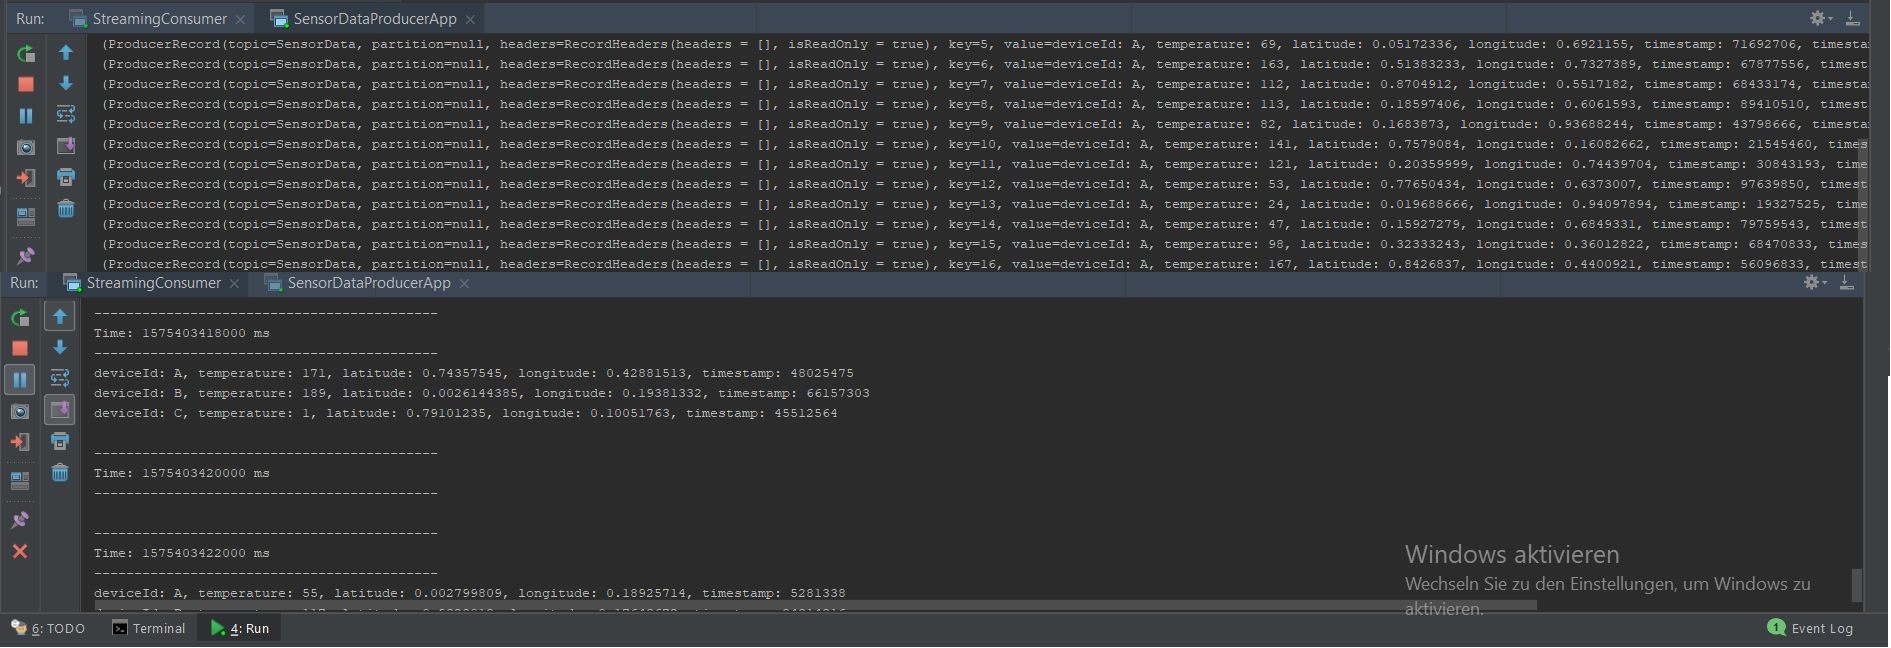 Run: StreamingConsumer SensorDataProducerApp
(ProducerRecord(topic=SensorData, partition=null, headers=RecordHeaders(headers = [], isReadOnly = true), key=5, value=deviceId: A, temperature: 69, latitude: 0.05172336, longitude: 0.6921155, timestamp: 71692706, timesta
(ProducerRecord(topic=SensorData, partition=null, headers=RecordHeaders(headers = [], isReadOnly = true), key=6, value=deviceId: A, temperature: 163, latitude: 0.51383233, longitude: 0.7327389, timestamp: 67877556, timest
(ProducerRecord(topic=SensorData, partition=null, headers=RecordHeaders(headers = [], isReadOnly = true), key=7, value=deviceId: A, temperature: 112, latitude: 0.8704912, longitude: 0.5517182, timestamp: 68433174, timest
(ProducerRecord(topic=SensorData, partition=null, headers=RecordHeaders(headers = [], isReadOnly = true), key=8, value=deviceId: A, temperature: 113, latitude: 0.18597406, longitude: 0.6061593, timestamp: 89410510, timest
(ProducerRecord(topic=SensorData, partition=null, headers=RecordHeaders(headers = [], isReadOnly = true), key=9, value=deviceId: A, temperature: 82, latitude: 0.1683873, longitude: 0.93688244, timestamp: 43798666, timesta
(ProducerRecord(topic=SensorData, partition=null, headers=RecordHeaders(headers = [], isReadOnly = true), key=10, value=deviceId: A, temperature: 141, latitude: 0.7579084, longitude: 0.16082662, timestamp: 21545460, times
(ProducerRecord(topic=SensorData, partition=null, headers=RecordHeaders(headers = [], isReadOnly = true), key=11, value=deviceId: A, temperature: 121, latitude: 0.20359999, longitude: 0.74439704, timestamp: 30843193, time
(ProducerRecord(topic=SensorData, partition=null, headers=RecordHeaders(headers = [], isReadOnly = true), key=12, value=deviceId: A, temperature: 53, latitude: 0.77650434, longitude: 0.6373007, timestamp: 97639850, timest
(ProducerRecord(topic=SensorData, partition=null, headers=RecordHeaders(headers = [], isReadOnly = true), key=13, value=deviceId: A, temperature: 24, latitude: 0.019688666, longitude: 0.94097894, timestamp: 19327525, time
(ProducerRecord(topic=SensorData, partition=null, headers=RecordHeaders(headers = [], isReadOnly = true), key=14, value=deviceId: A, temperature: 47, latitude: 0.15927279, longitude: 0.6849331, timestamp: 79759543, timest
(ProducerRecord(topic=SensorData, partition=null, headers=RecordHeaders(headers = [], isReadOnly = true), key=15, value=deviceId: A, temperature: 98, latitude: 0.32333243, longitude: 0.36012822, timestamp: 68470833, times
(ProducerRecord(topic=SensorData, partition=null, headers=RecordHeaders(headers = [], isReadOnly = true), key=16, value=deviceId: A, temperature: 167, latitude: 0.8426837, longitude: 0.4400921, timestamp: 56096833, timest
Run: StreamingConsumer SensorDataProducerApp
-------------------------------------------
Time: 1575403418000 ms
-------------------------------------------
deviceId: A, temperature: 171, latitude: 0.74357545, longitude: 0.42881513, timestamp: 48025475
deviceId: B, temperature: 189, latitude: 0.0026144385, longitude: 0.19381332, timestamp: 66157303
deviceId: C, temperature: 1, latitude: 0.79101235, longitude: 0.10051763, timestamp: 45512564
-------------------------------------------
Time: 1575403420000 ms
-------------------------------------------
-------------------------------------------
Time: 1575403422000 ms
-------------------------------------------
deviceId: A, temperature: 55, latitude: 0.002799809, longitude: 0.18925714, timestamp: 5281338
Windows aktivieren
Wechseln Sie zu den Einstellungen, um Windows zu
aktivieren.
6: TODO Terminal 4: Run 1 Event Log